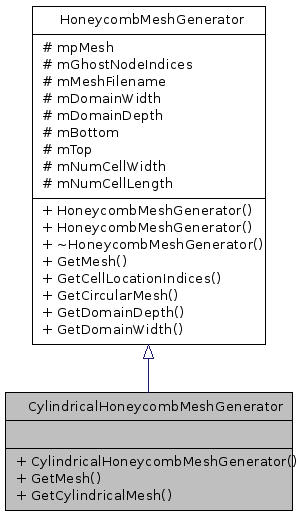 HoneycombMeshGenerator
# mpMesh
# mGhostNodeIndices
# mMeshFilename
# mDomainWidth
# mDomainDepth
# mBottom
# mTop
# mNumCellWidth
# mNumCellLength
+ HoneycombMeshGenerator()
+ HoneycombMeshGenerator()
+ ~HoneycombMeshGenerator()
+ GetMesh()
+ GetCellLocationIndices()
+ GetCircularMesh()
+ GetDomainDepth()
+ GetDomainWidth()
CylindricalHoneycombMeshGenerator
+ CylindricalHoneycombMeshGenerator()
+ GetMesh()
+ GetCylindricalMesh()